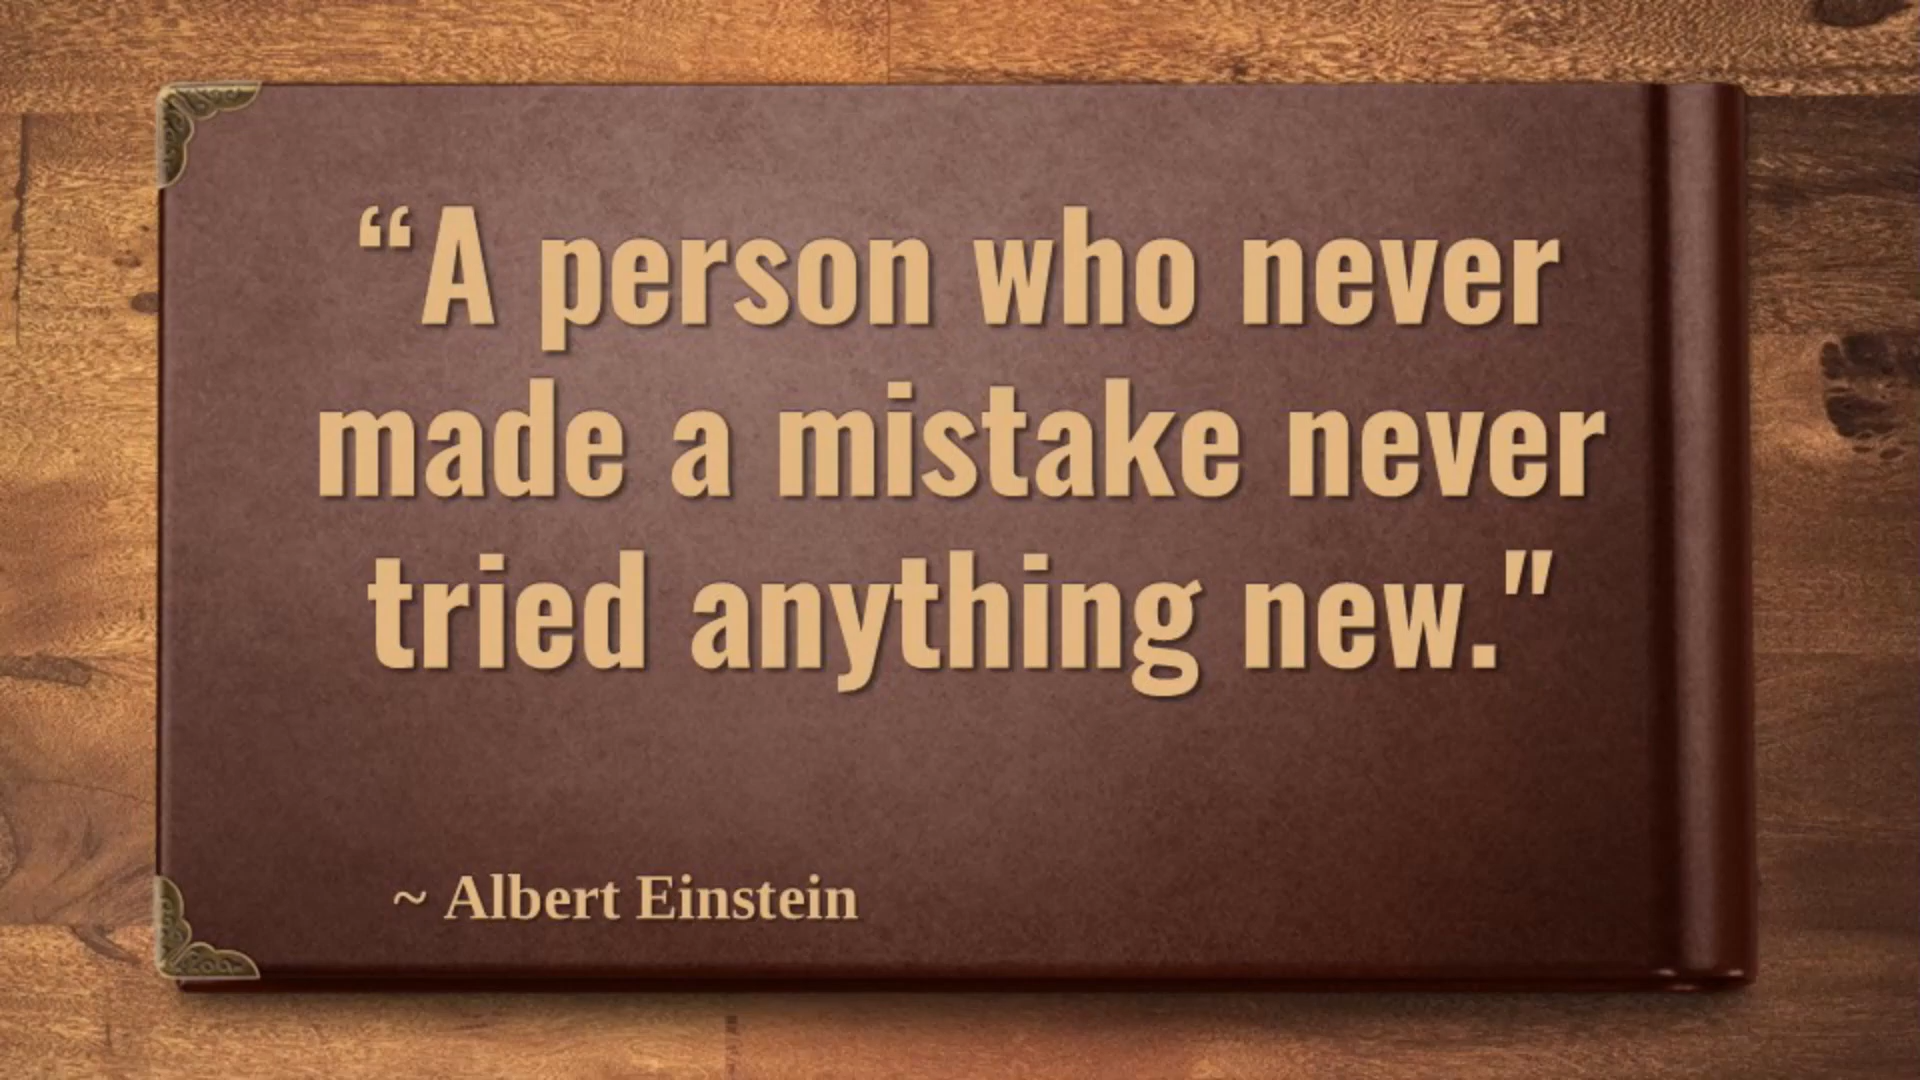 “A person who never
made a mistake never
tried anything new."
~ Albert Einstein